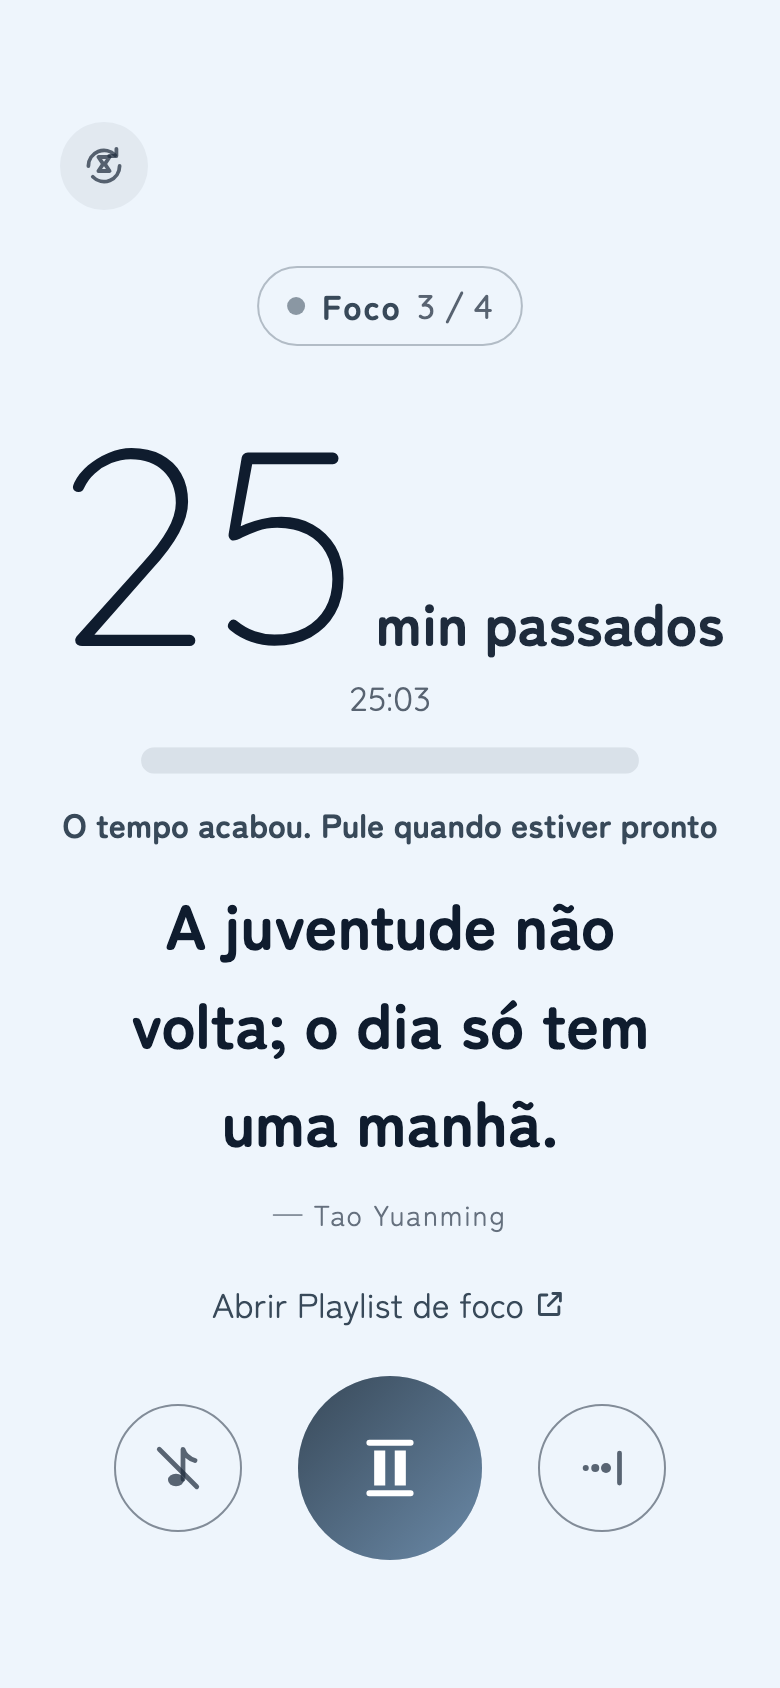 Foco 3 / 4
25 min passados
25:03
O tempo acabou. Pule quando estiver pronto
A juventude não
volta; o dia só tem
uma manhã.
— Tao Yuanming
Abrir Playlist de foco